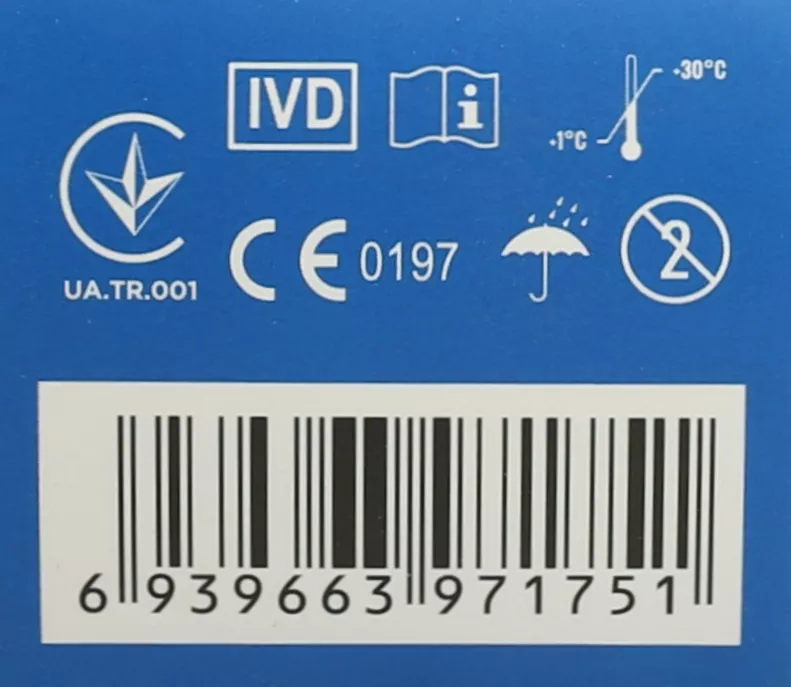 IVD
i
+30°C
+1°C
UA.TR.001
CE 0197
2
6 939663 971751